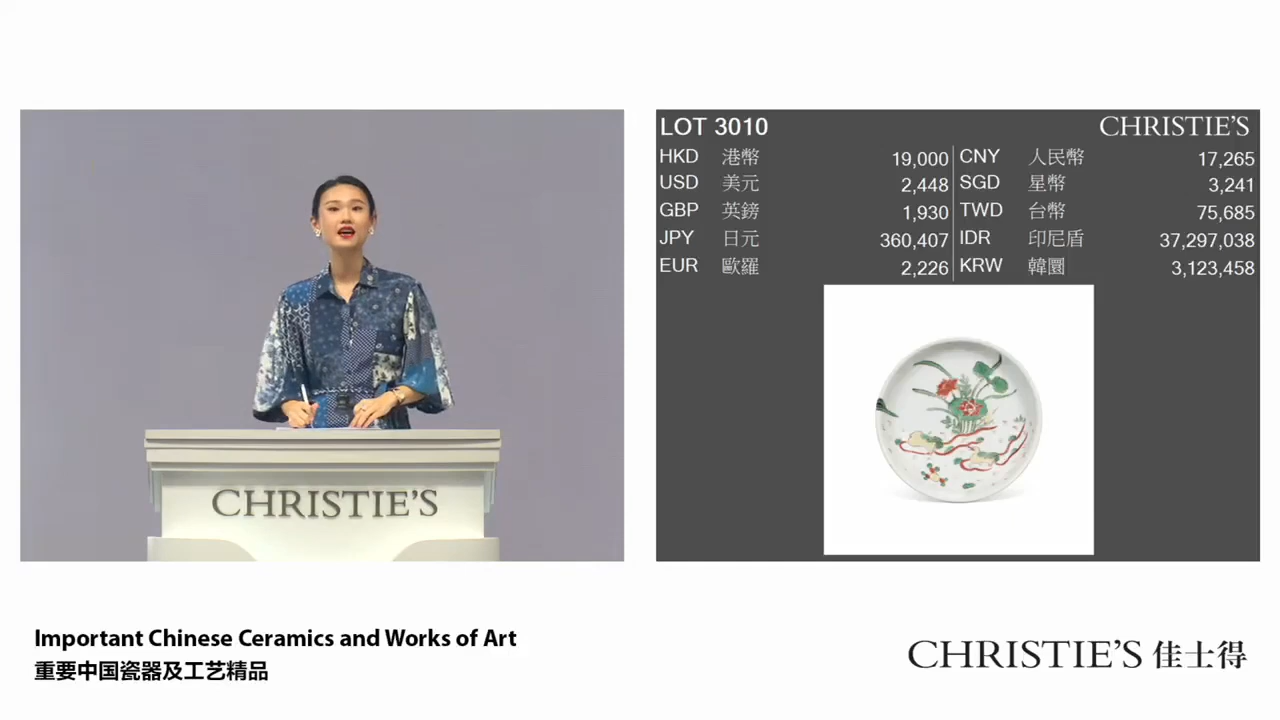 LOT 3010
CHRISTIE'S
HKD 港幣 19,000 CNY 人民幣 17,265
USD 美元 2,448 SGD 星幣 3,241
GBP 英鎊 1,930 TWD 台幣 75,685
JPY 日元 360,407 IDR 印尼盾 37,297,038
EUR 歐羅 2,226 KRW 韓圜 3,123,458
CHRISTIE'S
Important Chinese Ceramics and Works of Art
重要中国瓷器及工艺精品
CHRISTIE'S 佳士得